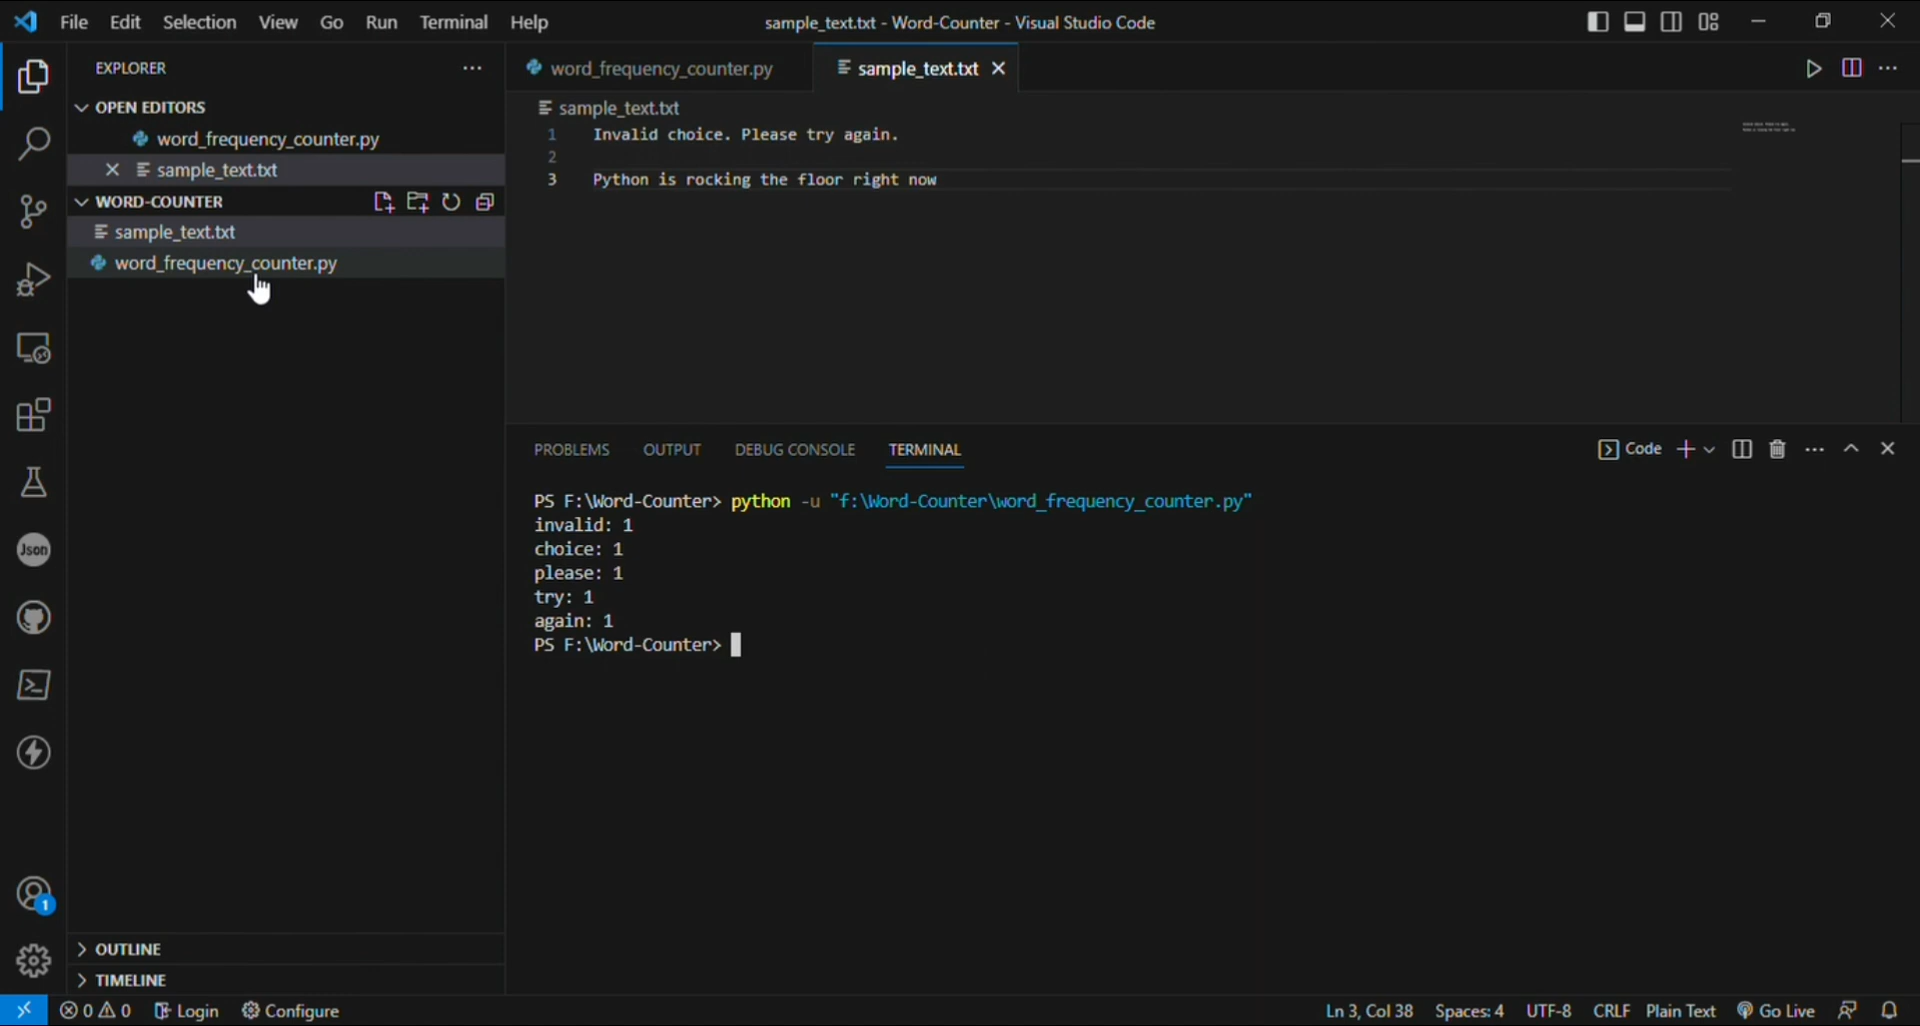 File Edit Selection View Go Run Terminal Help
sample_text.txt - Word-Counter - Visual Studio Code
EXPLORER
OPEN EDITORS
word_frequency_counter.py
sample_text.txt
WORD-COUNTER
sample_text.txt
word_frequency_counter.py
OUTLINE
TIMELINE
Json
1
word_frequency_counter.py sample_text.txt
sample_text.txt
1 Invalid choice. Please try again.
2
3 Python is rocking the floor right now
PROBLEMS OUTPUT DEBUG CONSOLE TERMINAL
Code
PS F:\Word-Counter> python -u "f:\Word-Counter\word_frequency_counter.py"
invalid: 1
choice: 1
please: 1
try: 1
again: 1
PS F:\Word-Counter>
0 0 Login Configure
Ln 3, Col 38 Spaces: 4 UTF-8 CRLF Plain Text Go Live